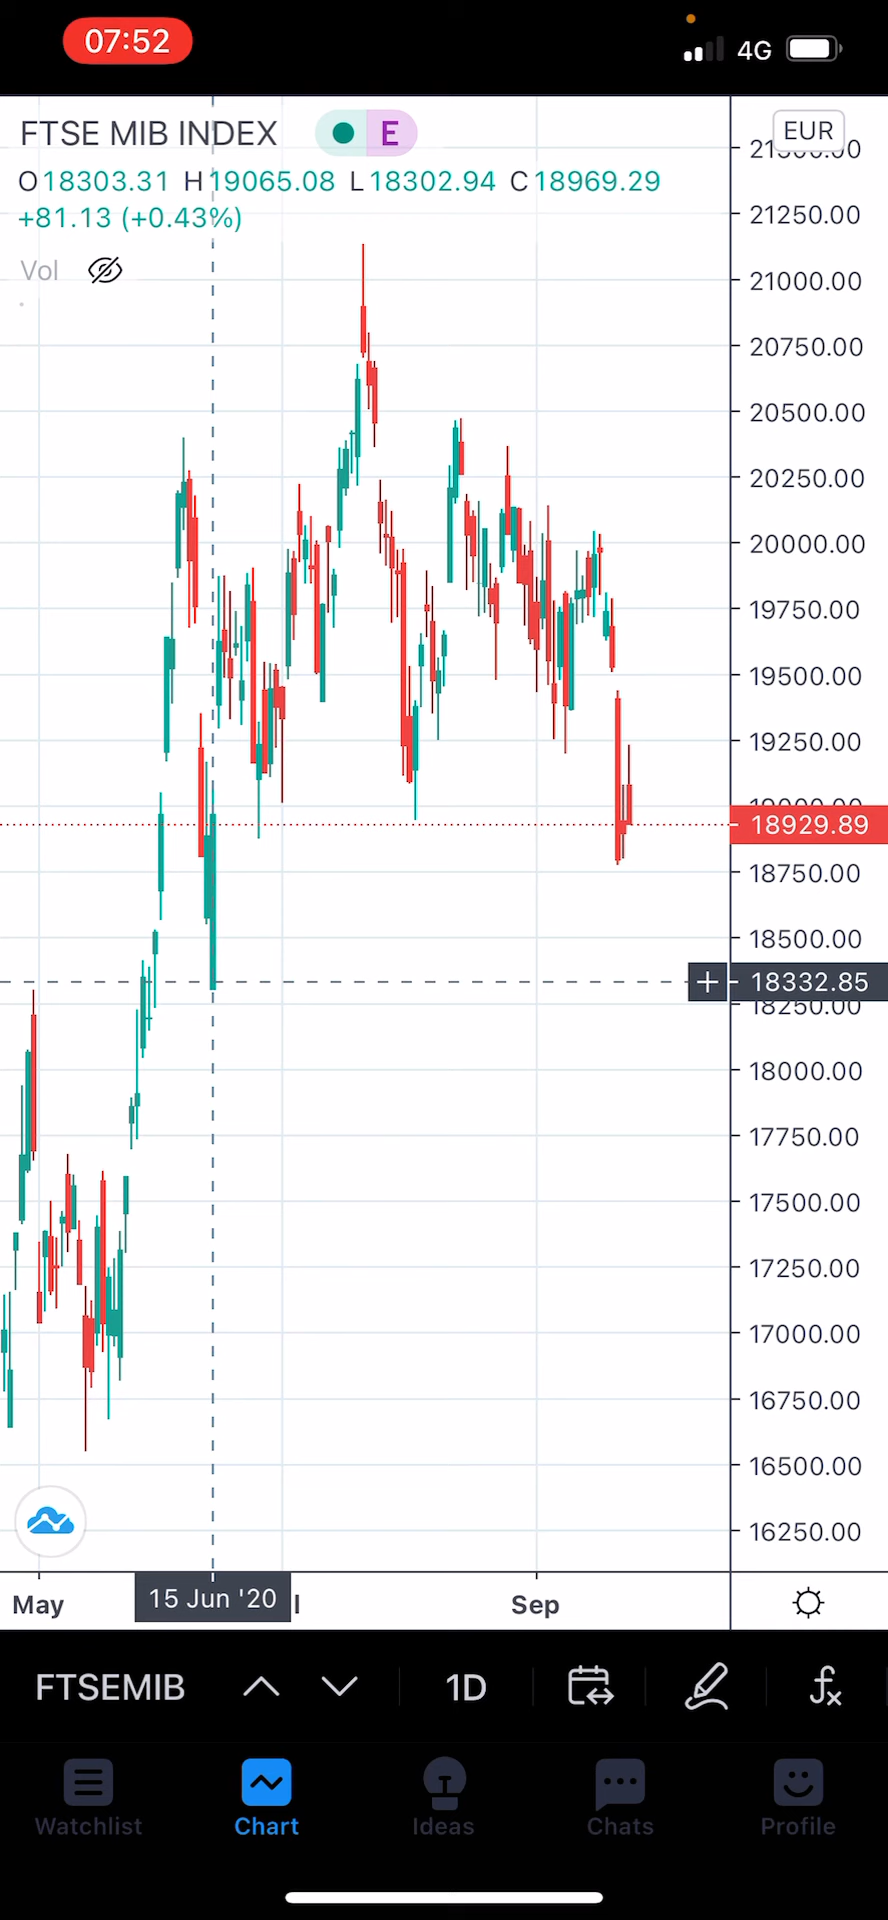 07:52
4G
FTSE MIB INDEX
E
EUR
O18303.31 H19065.08 L18302.94 C18969.29
+81.13 (+0.43%)
Vol
21250.00
21000.00
20750.00
20500.00
20250.00
20000.00
19750.00
19500.00
19250.00
18929.89
18750.00
18500.00
18332.85
18250.00
18000.00
17750.00
17500.00
17250.00
17000.00
16750.00
16500.00
16250.00
May
15 Jun '20
Sep
FTSEMIB
1D
fx
Watchlist
Chart
Ideas
Chats
Profile